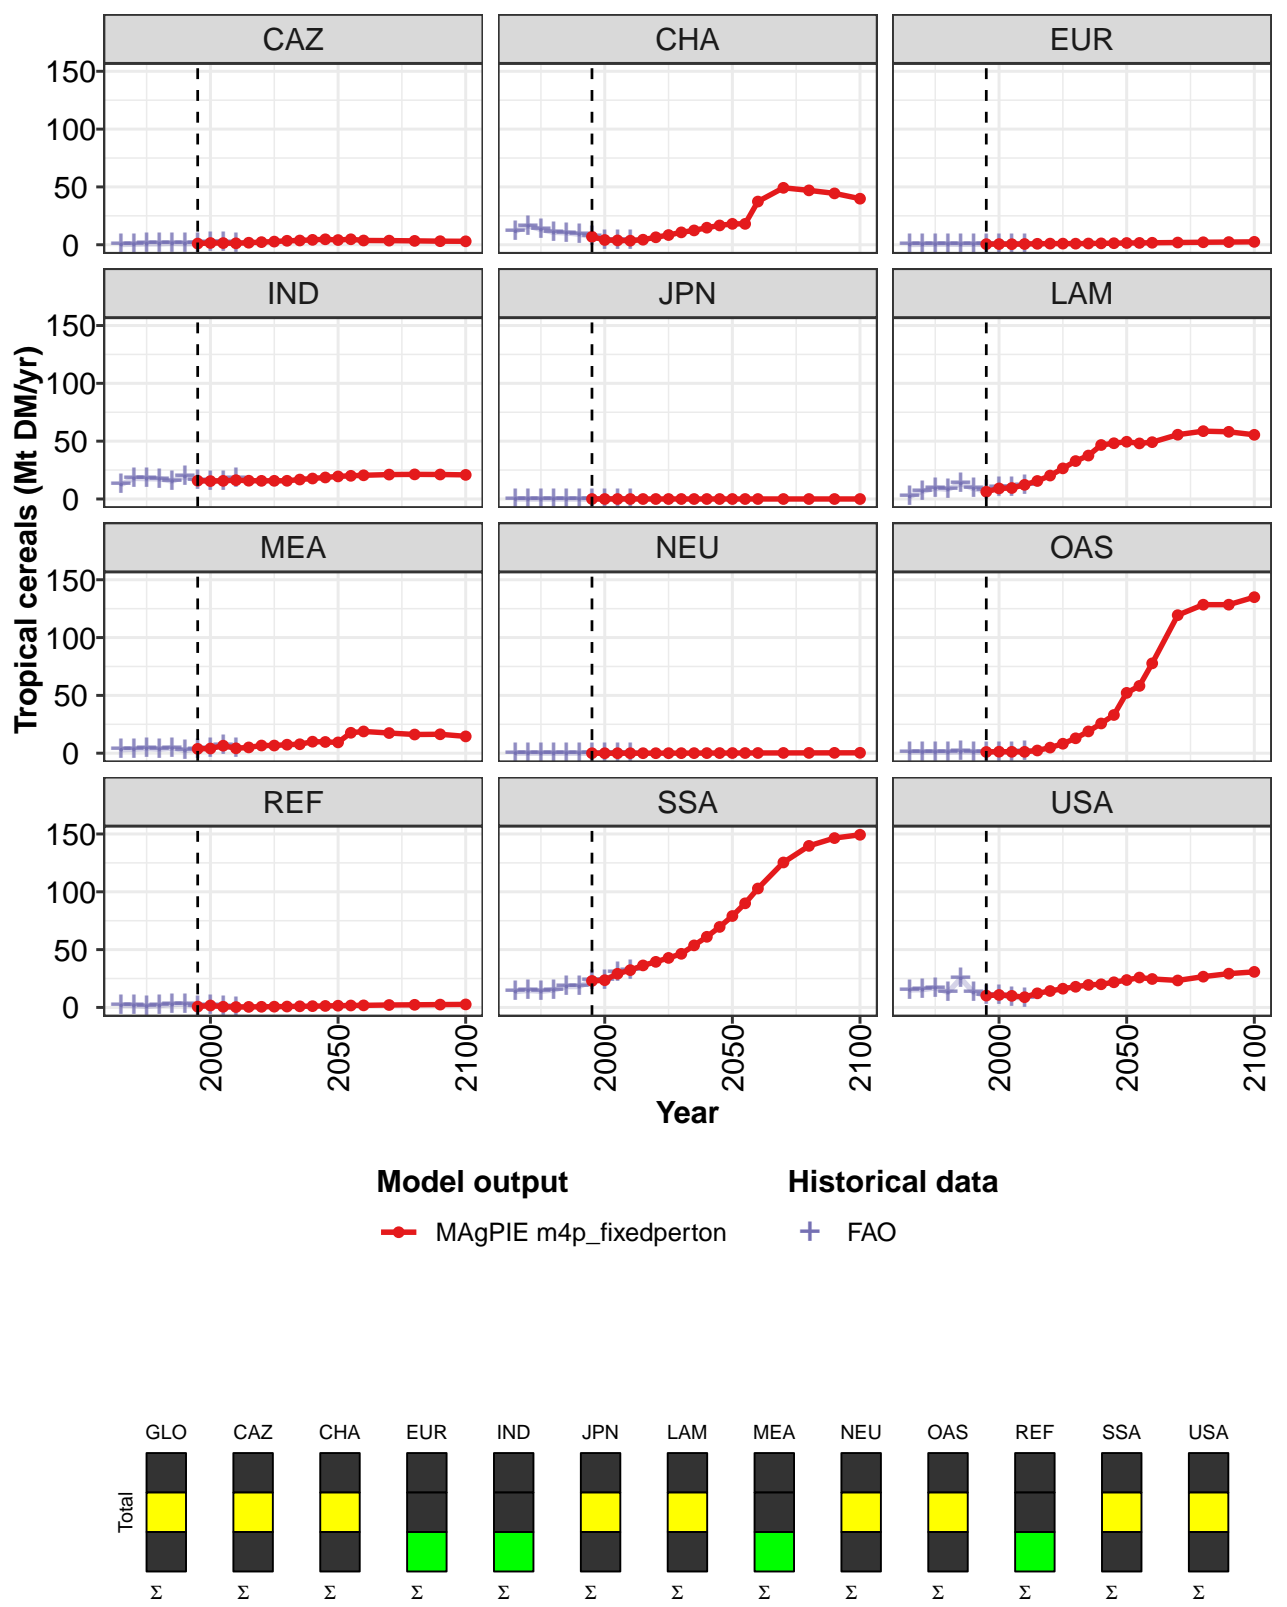 CAZ CHA EUR
150
100
50
0
IND JPN LAM
150
100
50
0
MEA NEU OAS
150
100
50
0
REF SSA USA
150
100
50
0
Tropical cereals (Mt DM/yr)
2000 2050 2100 2000 2050 2100 2000 2050 2100
Year
Model output Historical data
MAgPIE m4p_fixedperton FAO
GLO CAZ CHA EUR IND JPN LAM MEA NEU OAS REF SSA USA
Total
Σ Σ Σ Σ Σ Σ Σ Σ Σ Σ Σ Σ Σ